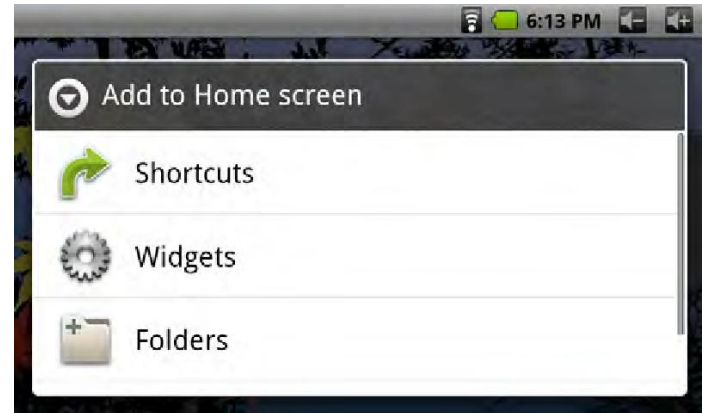 6:13 PM
Add to Home screen
Shortcuts
Widgets
Folders